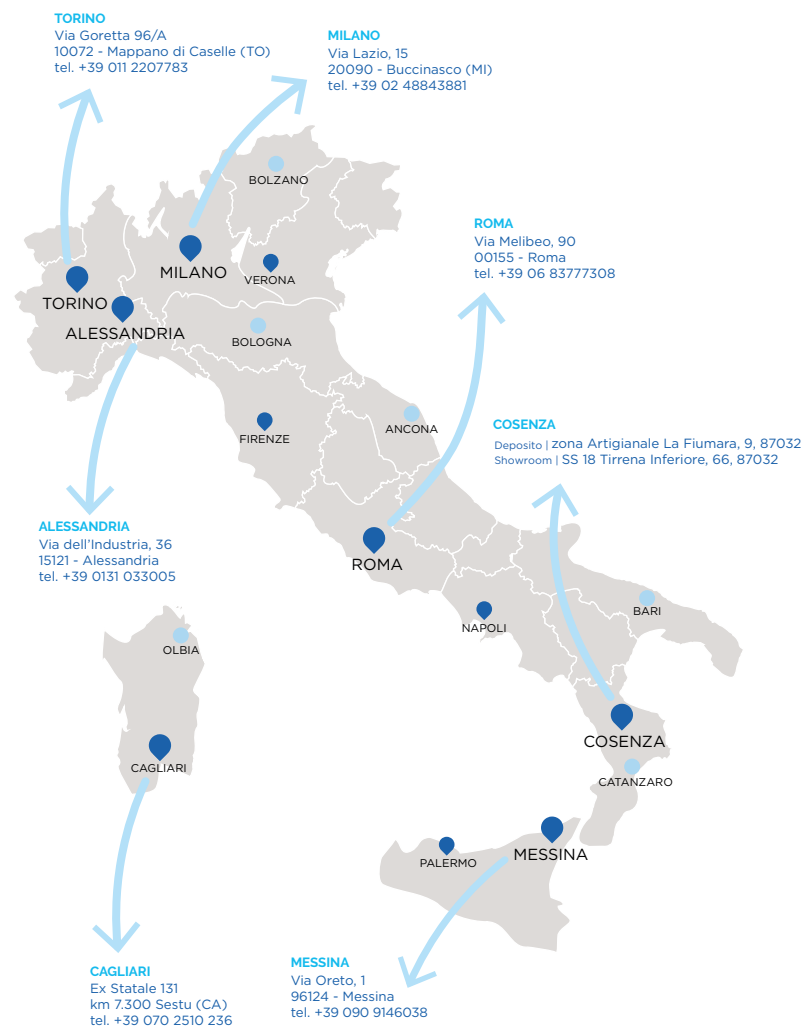 TORINO
Via Goretta 96/A
10072 - Mappano di Caselle (TO)
tel. +39 011 2207783
MILANO
Via Lazio, 15
20090 - Buccinasco (MI)
tel. +39 02 48843881
BOLZANO
ROMA
Via Melibeo, 90
00155 - Roma
tel. +39 06 83777308
MILANO
VERONA
TORINO
ALESSANDRIA
BOLOGNA
FIRENZE
ANCONA
COSENZA
Deposito | zona Artigianale La Fiumara, 9, 87032
Showroom | SS 18 Tirrena Inferiore, 66, 87032
ALESSANDRIA
Via dell'Industria, 36
15121 - Alessandria
tel. +39 0131 033005
ROMA
NAPOLI
BARI
OLBIA
COSENZA
CAGLIARI
CATANZARO
MESSINA
PALERMO
CAGLIARI
Ex Statale 131
km 7.300 Sestu (CA)
tel. +39 070 2510 236
MESSINA
Via Oreto, 1
96124 - Messina
tel. +39 090 9146038